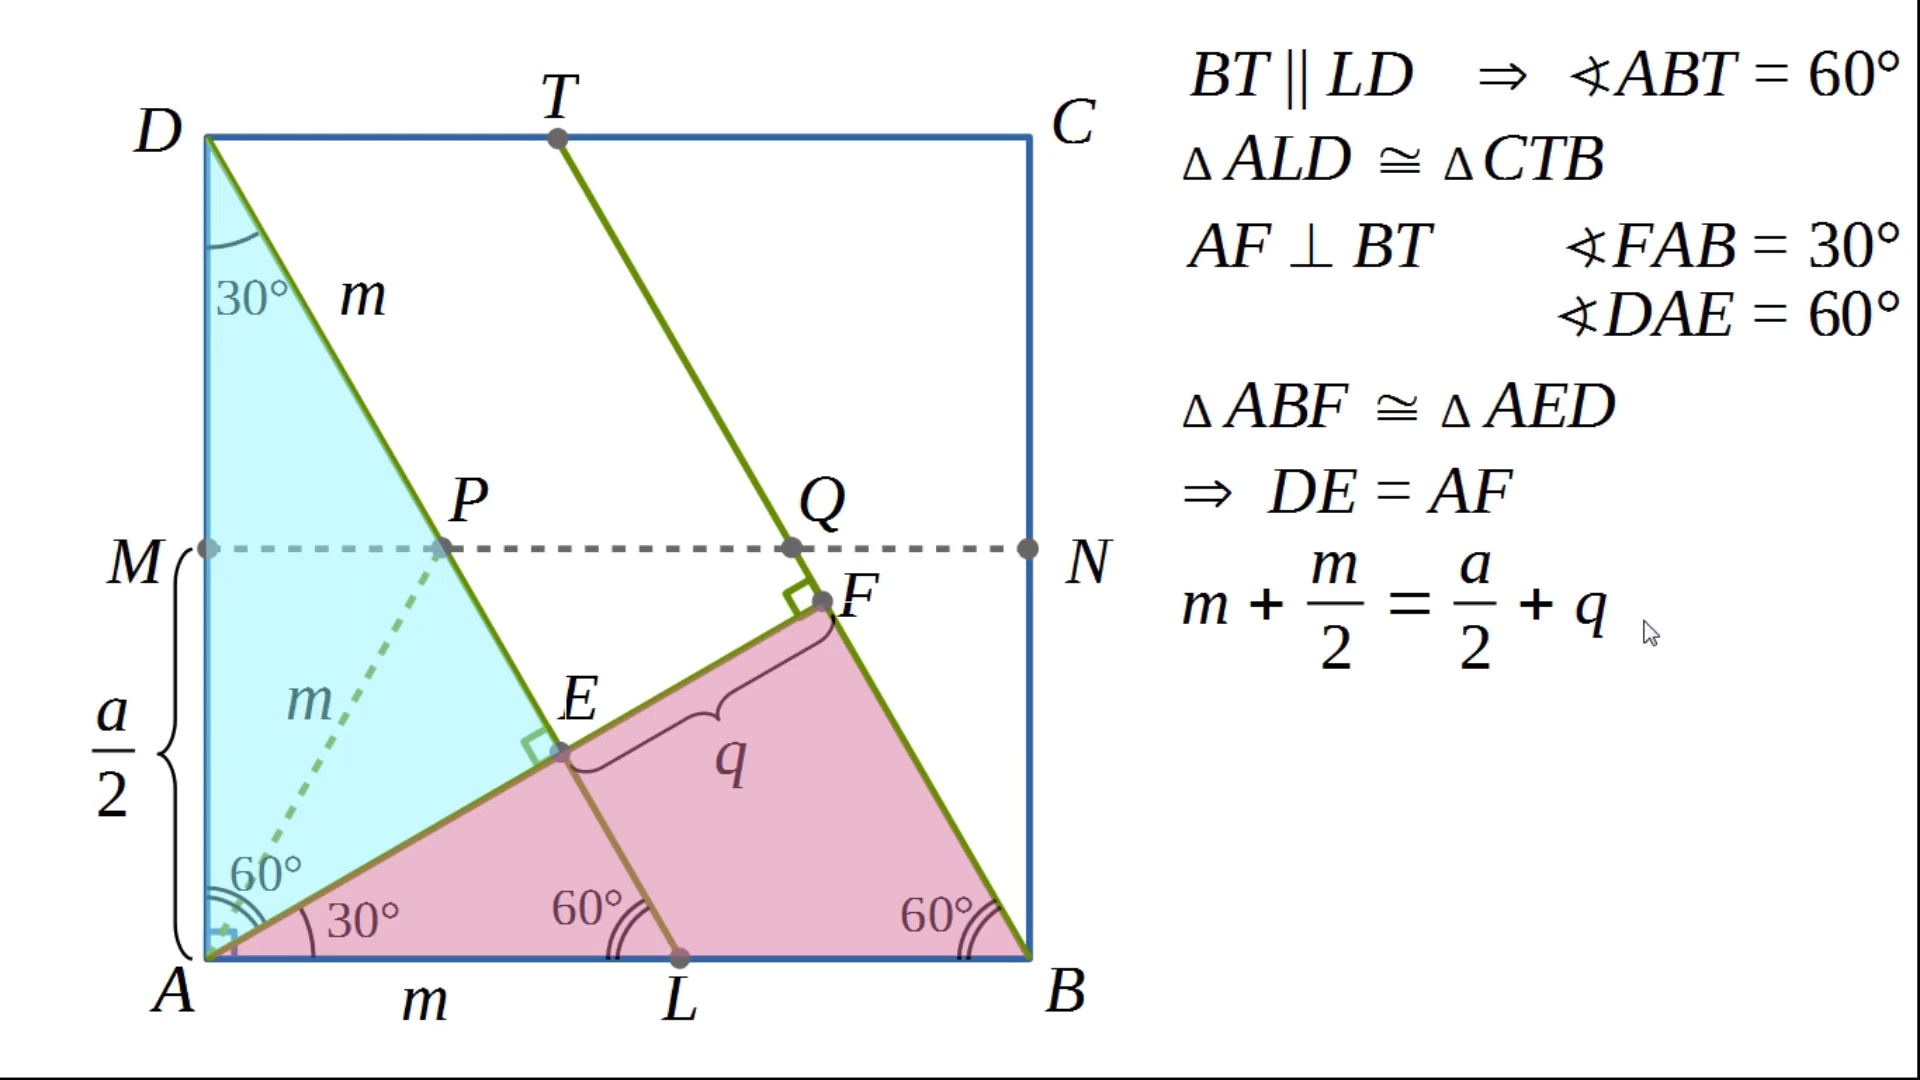 BT || LD ⇒ ∢ABT = 60°
Δ ALD ≅ Δ CTB
AF ⊥ BT ∢FAB = 30°
∢DAE = 60°
Δ ABF ≅ Δ AED
⇒ DE = AF
m + m/2 = a/2 + q
D
T
C
30°
m
P
Q
M
N
F
E
m
q
a/2
60°
30°
60°
60°
A
m
L
B